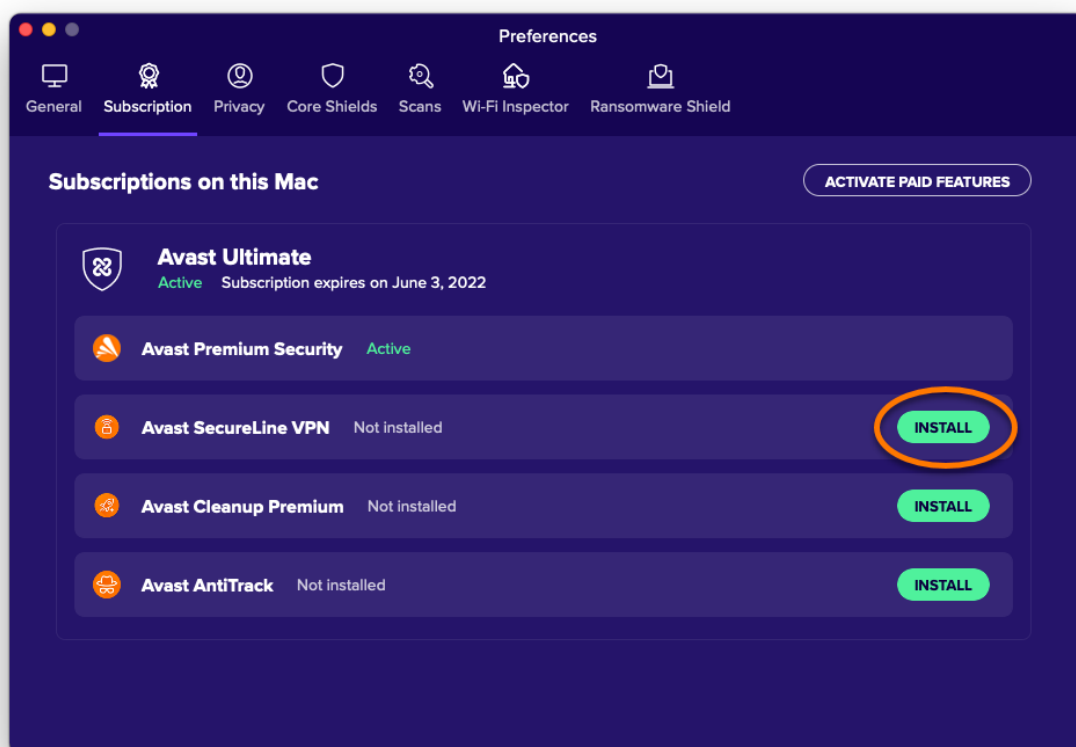 Preferences
General Subscription Privacy Core Shields Scans Wi-Fi Inspector Ransomware Shield
Subscriptions on this Mac
ACTIVATE PAID FEATURES
Avast Ultimate
Active Subscription expires on June 3, 2022
Avast Premium Security Active
Avast SecureLine VPN Not installed INSTALL
Avast Cleanup Premium Not installed INSTALL
Avast AntiTrack Not installed INSTALL